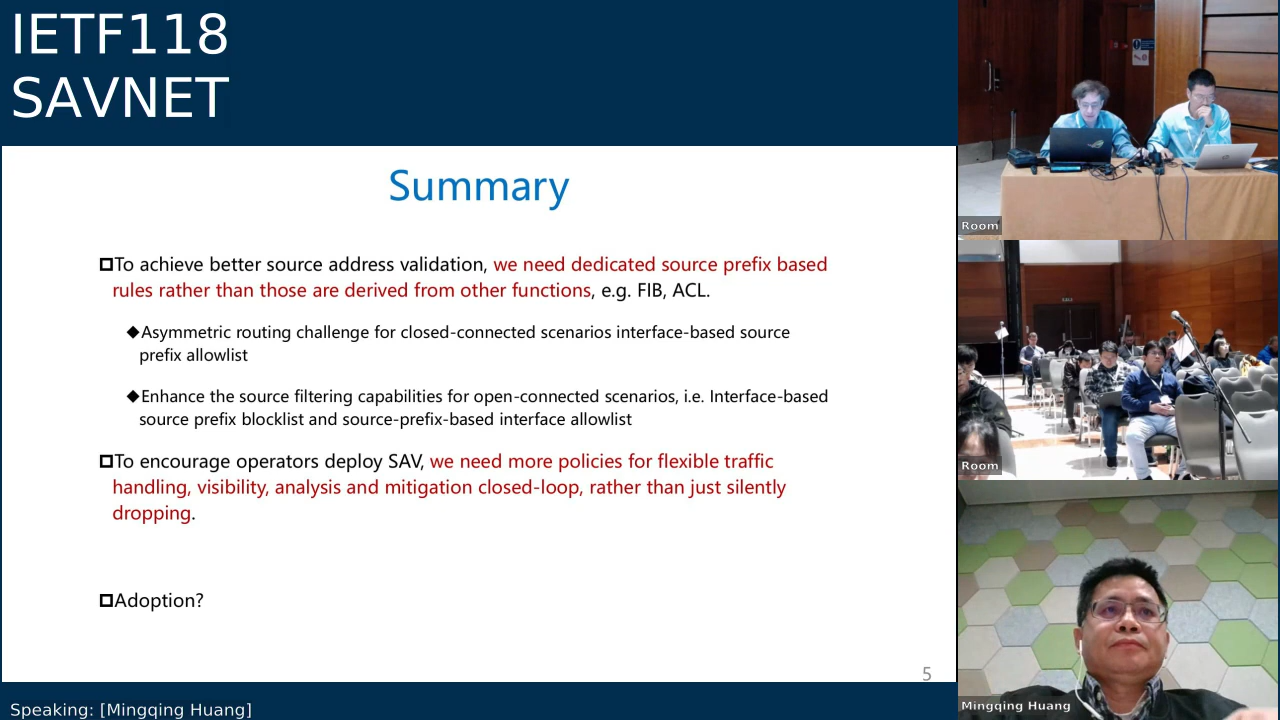 IETF118
SAVNET
Summary
To achieve better source address validation, we need dedicated source prefix based
rules rather than those are derived from other functions, e.g. FIB, ACL.
◆Asymmetric routing challenge for closed-connected scenarios interface-based source
prefix allowlist
◆Enhance the source filtering capabilities for open-connected scenarios, i.e. Interface-based
source prefix blocklist and source-prefix-based interface allowlist
To encourage operators deploy SAV, we need more policies for flexible traffic
handling, visibility, analysis and mitigation closed-loop, rather than just silently
dropping.
Adoption?
5
Speaking: [Mingqing Huang]
Room
Room
Mingqing Huang